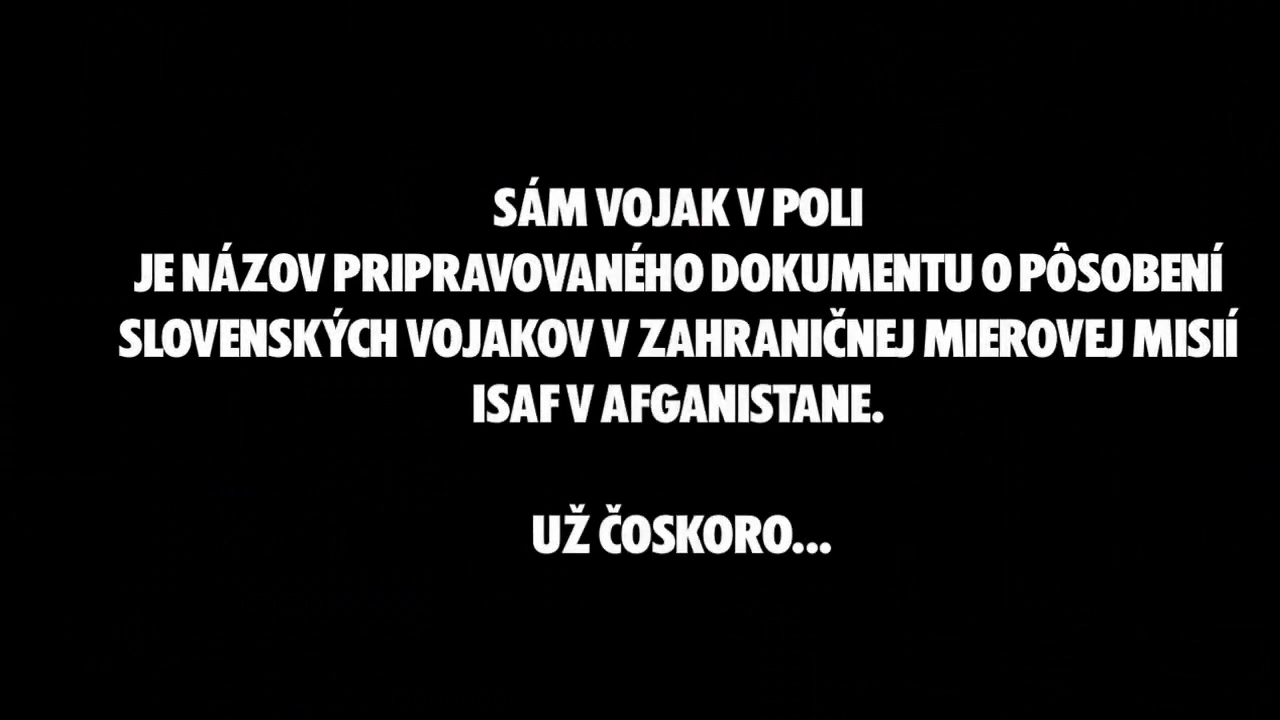 SÁM VOJAK V POLI
JE NÁZOV PRIPRAVOVANÉHO DOKUMENTU O PÔSOBENÍ
SLOVENSKÝCH VOJAKOV V ZAHRANIČNEJ MIEROVEJ MISIÍ
ISAF V AFGANISTANE.
UŽ ČOSKORO...